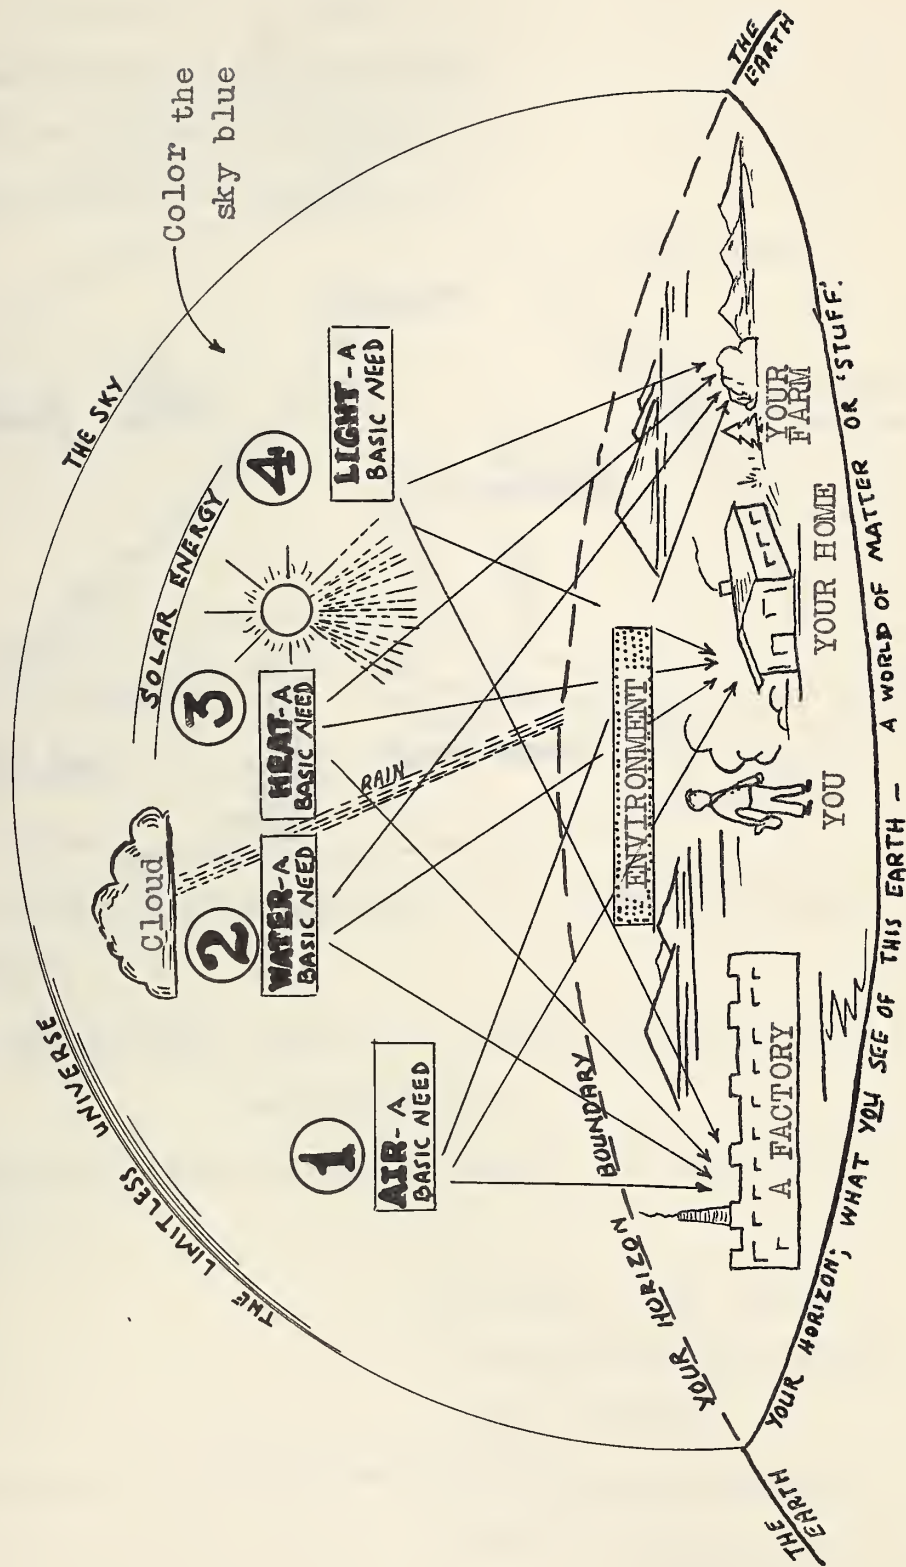 THE LIMITLESS UNIVERSE
THE SKY
Color the
sky blue
Cloud
SOLAR ENERGY
1
AIR-A
BASIC NEED
2
WATER-A
BASIC NEED
3
HEAT-A
BASIC NEED
4
LIGHT-A
BASIC NEED
RAIN
YOUR HORIZON BOUNDARY
ENVIRONMENT
THE
EARTH
THE
EARTH
A FACTORY
YOU
YOUR HOME
YOUR
FARM
YOUR HORIZON; WHAT YOU SEE OF THIS EARTH - A WORLD OF MATTER OR 'STUFF'.